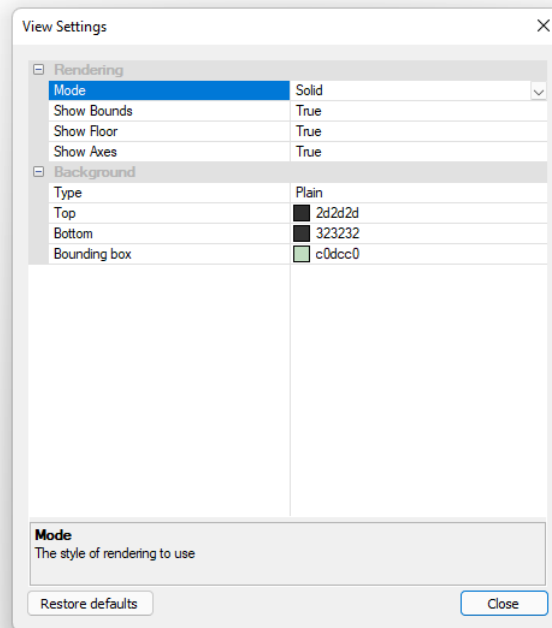 View Settings
Rendering
Mode Solid
Show Bounds True
Show Floor True
Show Axes True
Background
Type Plain
Top 2d2d2d
Bottom 323232
Bounding box c0dcc0
Mode
The style of rendering to use
Restore defaults Close